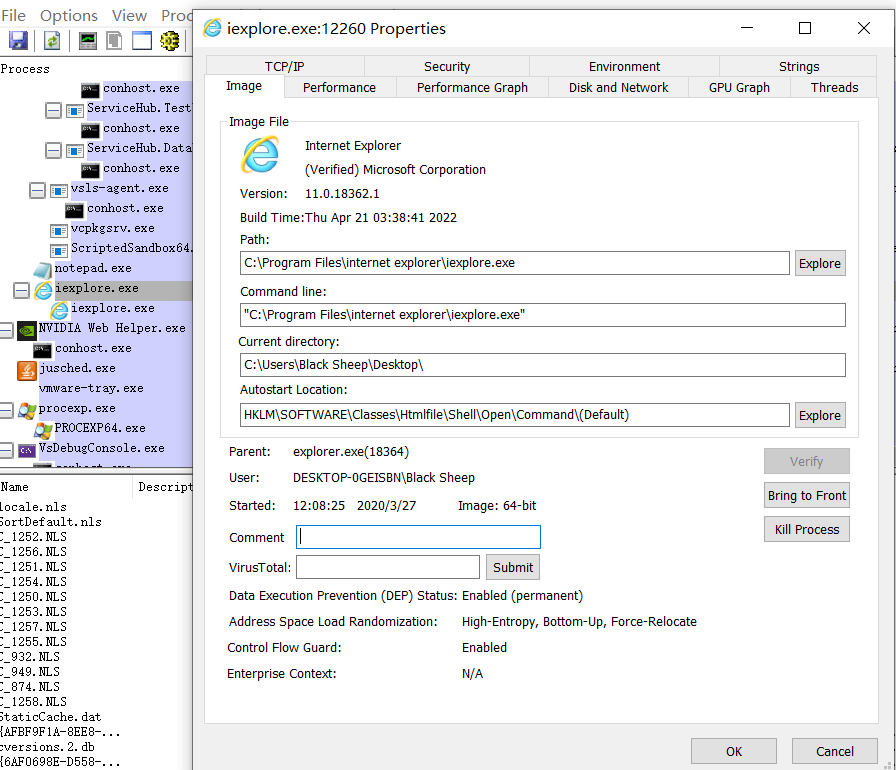 File Options View Proc
Process
conhost.exe
ServiceHub.Test
conhost.exe
ServiceHub.Data
conhost.exe
vsls-agent.exe
conhost.exe
vcpkgsrv.exe
ScriptedSandbox64.
notepad.exe
iexplore.exe
iexplore.exe
NVIDIA Web Helper.exe
conhost.exe
jusched.exe
vmware-tray.exe
procexp.exe
PROCEXP64.exe
VsDebugConsole.exe
Name Descript
locale.nls
SortDefault.nls
C_1252.NLS
C_1256.NLS
C_1251.NLS
C_1254.NLS
C_1250.NLS
C_1253.NLS
C_1257.NLS
C_1255.NLS
C_932.NLS
C_949.NLS
C_874.NLS
C_1258.NLS
StaticCache.dat
{AFBF9F1A-8EE8-...
cversions.2.db
{6AF0698E-D558-...
iexplore.exe:12260 Properties
TCP/IP Security Environment Strings
Image Performance Performance Graph Disk and Network GPU Graph Threads
Image File
Internet Explorer
(Verified) Microsoft Corporation
Version: 11.0.18362.1
Build Time:Thu Apr 21 03:38:41 2022
Path:
C:\Program Files\internet explorer\iexplore.exe Explore
Command line:
"C:\Program Files\internet explorer\iexplore.exe"
Current directory:
C:\Users\Black Sheep\Desktop\
Autostart Location:
HKLM\SOFTWARE\Classes\Htmlfile\Shell\Open\Command\(Default) Explore
Parent: explorer.exe(18364)
Verify
User: DESKTOP-0GEISBN\Black Sheep
Bring to Front
Started: 12:08:25 2020/3/27 Image: 64-bit
Kill Process
Comment
VirusTotal: Submit
Data Execution Prevention (DEP) Status: Enabled (permanent)
Address Space Load Randomization: High-Entropy, Bottom-Up, Force-Relocate
Control Flow Guard: Enabled
Enterprise Context: N/A
OK Cancel